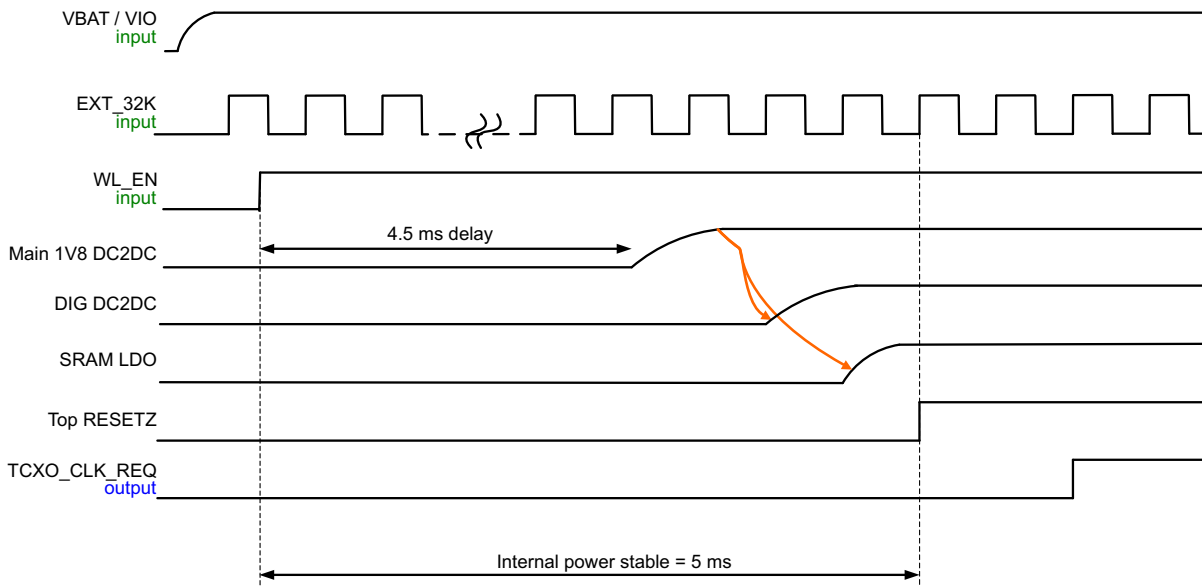 VBAT / VIO
input
EXT_32K
input
WL_EN
input
4.5 ms delay
Main 1V8 DC2DC
DIG DC2DC
SRAM LDO
Top RESETZ
TCXO_CLK_REQ
output
Internal power stable = 5 ms